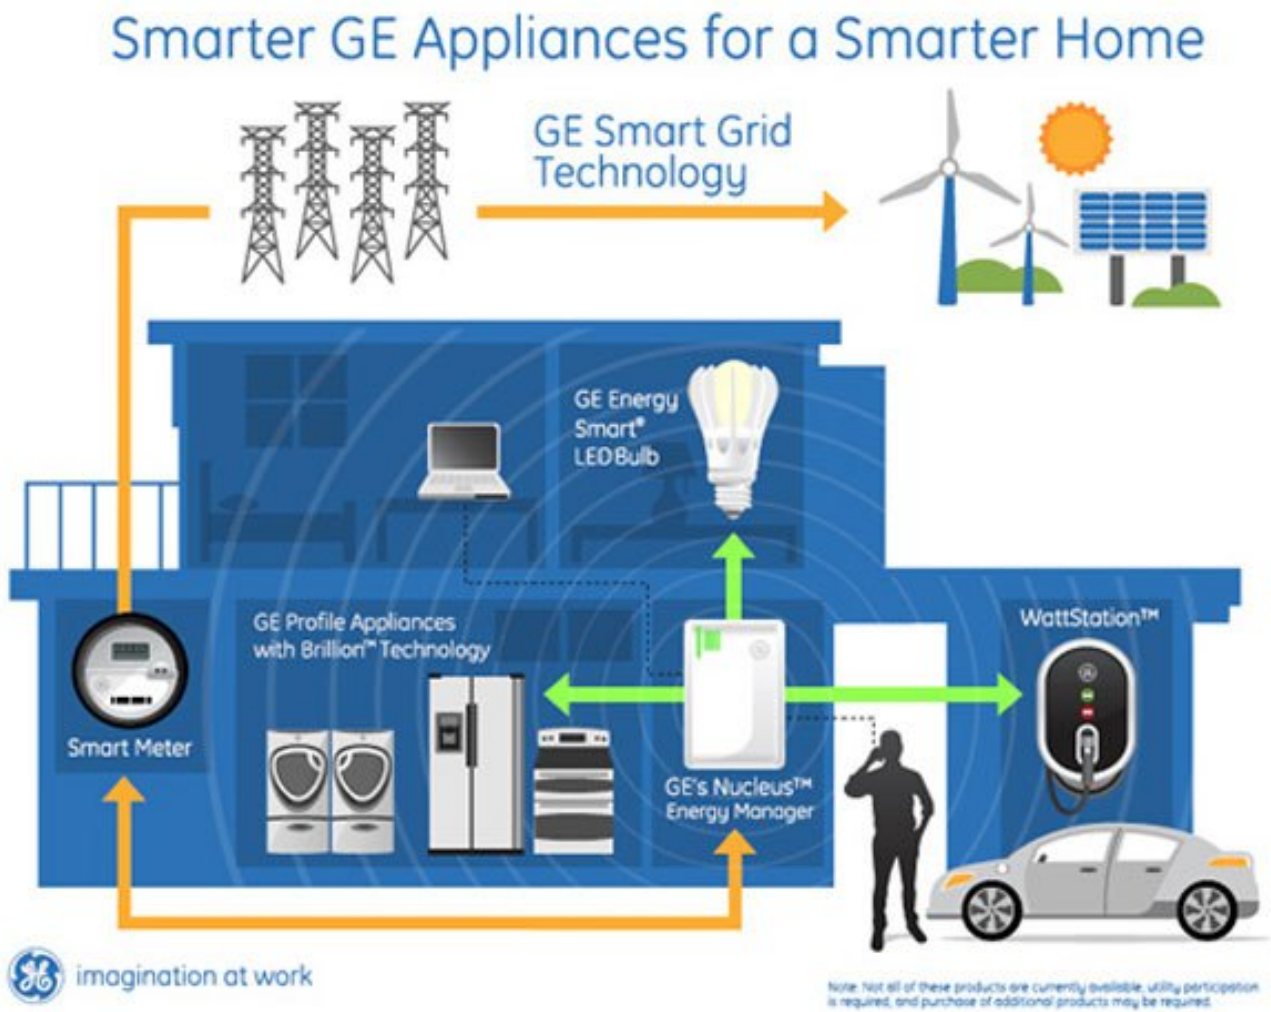 Smarter GE Appliances for a Smarter Home
GE Smart Grid
Technology
GE Energy
Smart®
LED Bulb
GE Profile Appliances
with Brillion™ Technology
WattStation™
Smart Meter
GE's Nucleus™
Energy Manager
GE imagination at work
Note: Not all of these products are currently available, utility participation
is required, and purchase of additional products may be required.